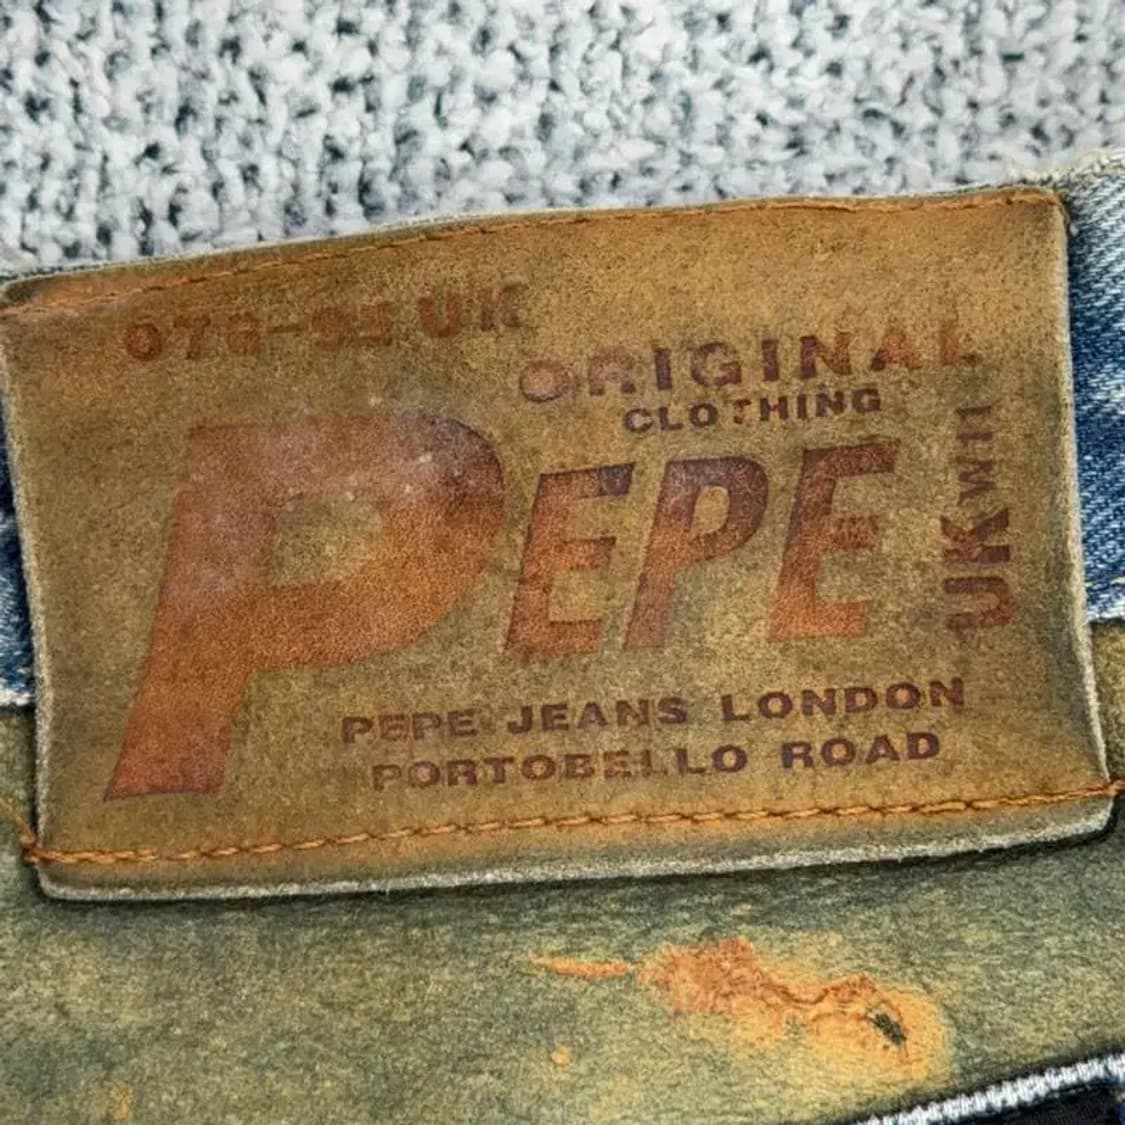 UK
ORIGINAL
CLOTHING
PEPE
UK W11
PEPE JEANS LONDON
PORTOBELLO ROAD